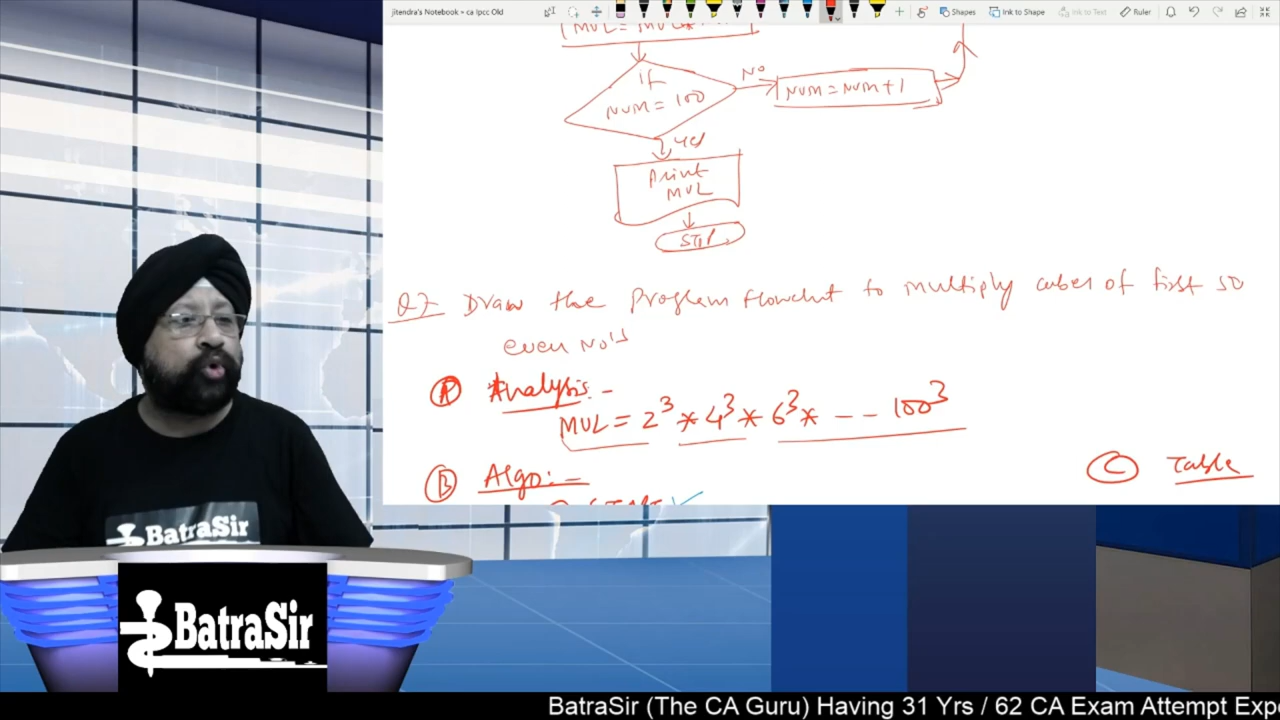 jitendra's Notebook » ca Ipcc Old
Shapes
Ink to Shape
Ink to Text
Ruler
if
NUM = 100
NO
NUM = NUM + 1
Yes
Print
MUL
STOP
Q7 Draw the Program flowchart to multiply cubes of first 50
even No's
(A) Analysis:-
MUL = 2³ * 4³ * 6³ * - - 100³
(B) Algo:-
(C) Table
START
BatraSir
BatraSir
BatraSir (The CA Guru) Having 31 Yrs / 62 CA Exam Attempt Expe